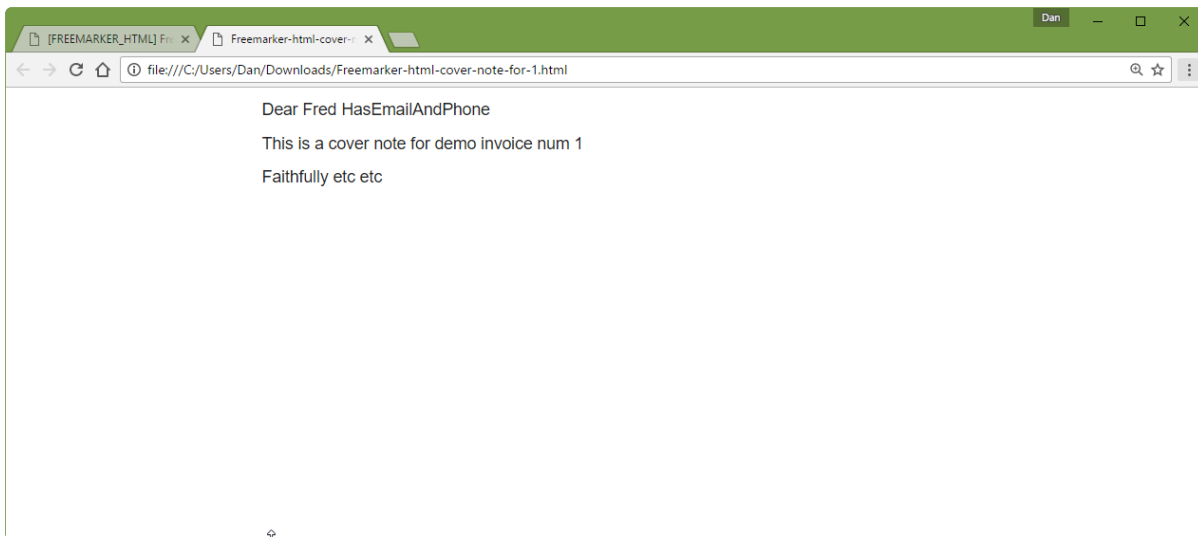 Dan
[FREEMARKER_HTML] Fre
Freemarker-html-cover-n
file:///C:/Users/Dan/Downloads/Freemarker-html-cover-note-for-1.html
Dear Fred HasEmailAndPhone
This is a cover note for demo invoice num 1
Faithfully etc etc